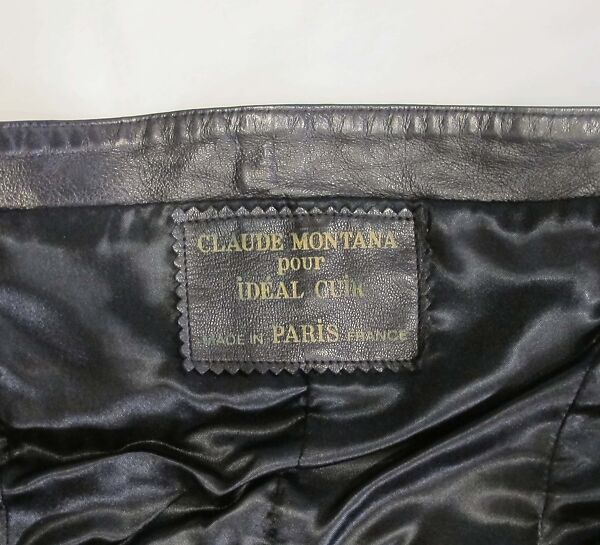 CLAUDE MONTANA
pour
iDEAL CUiR
MADE IN PARiS FRANCE